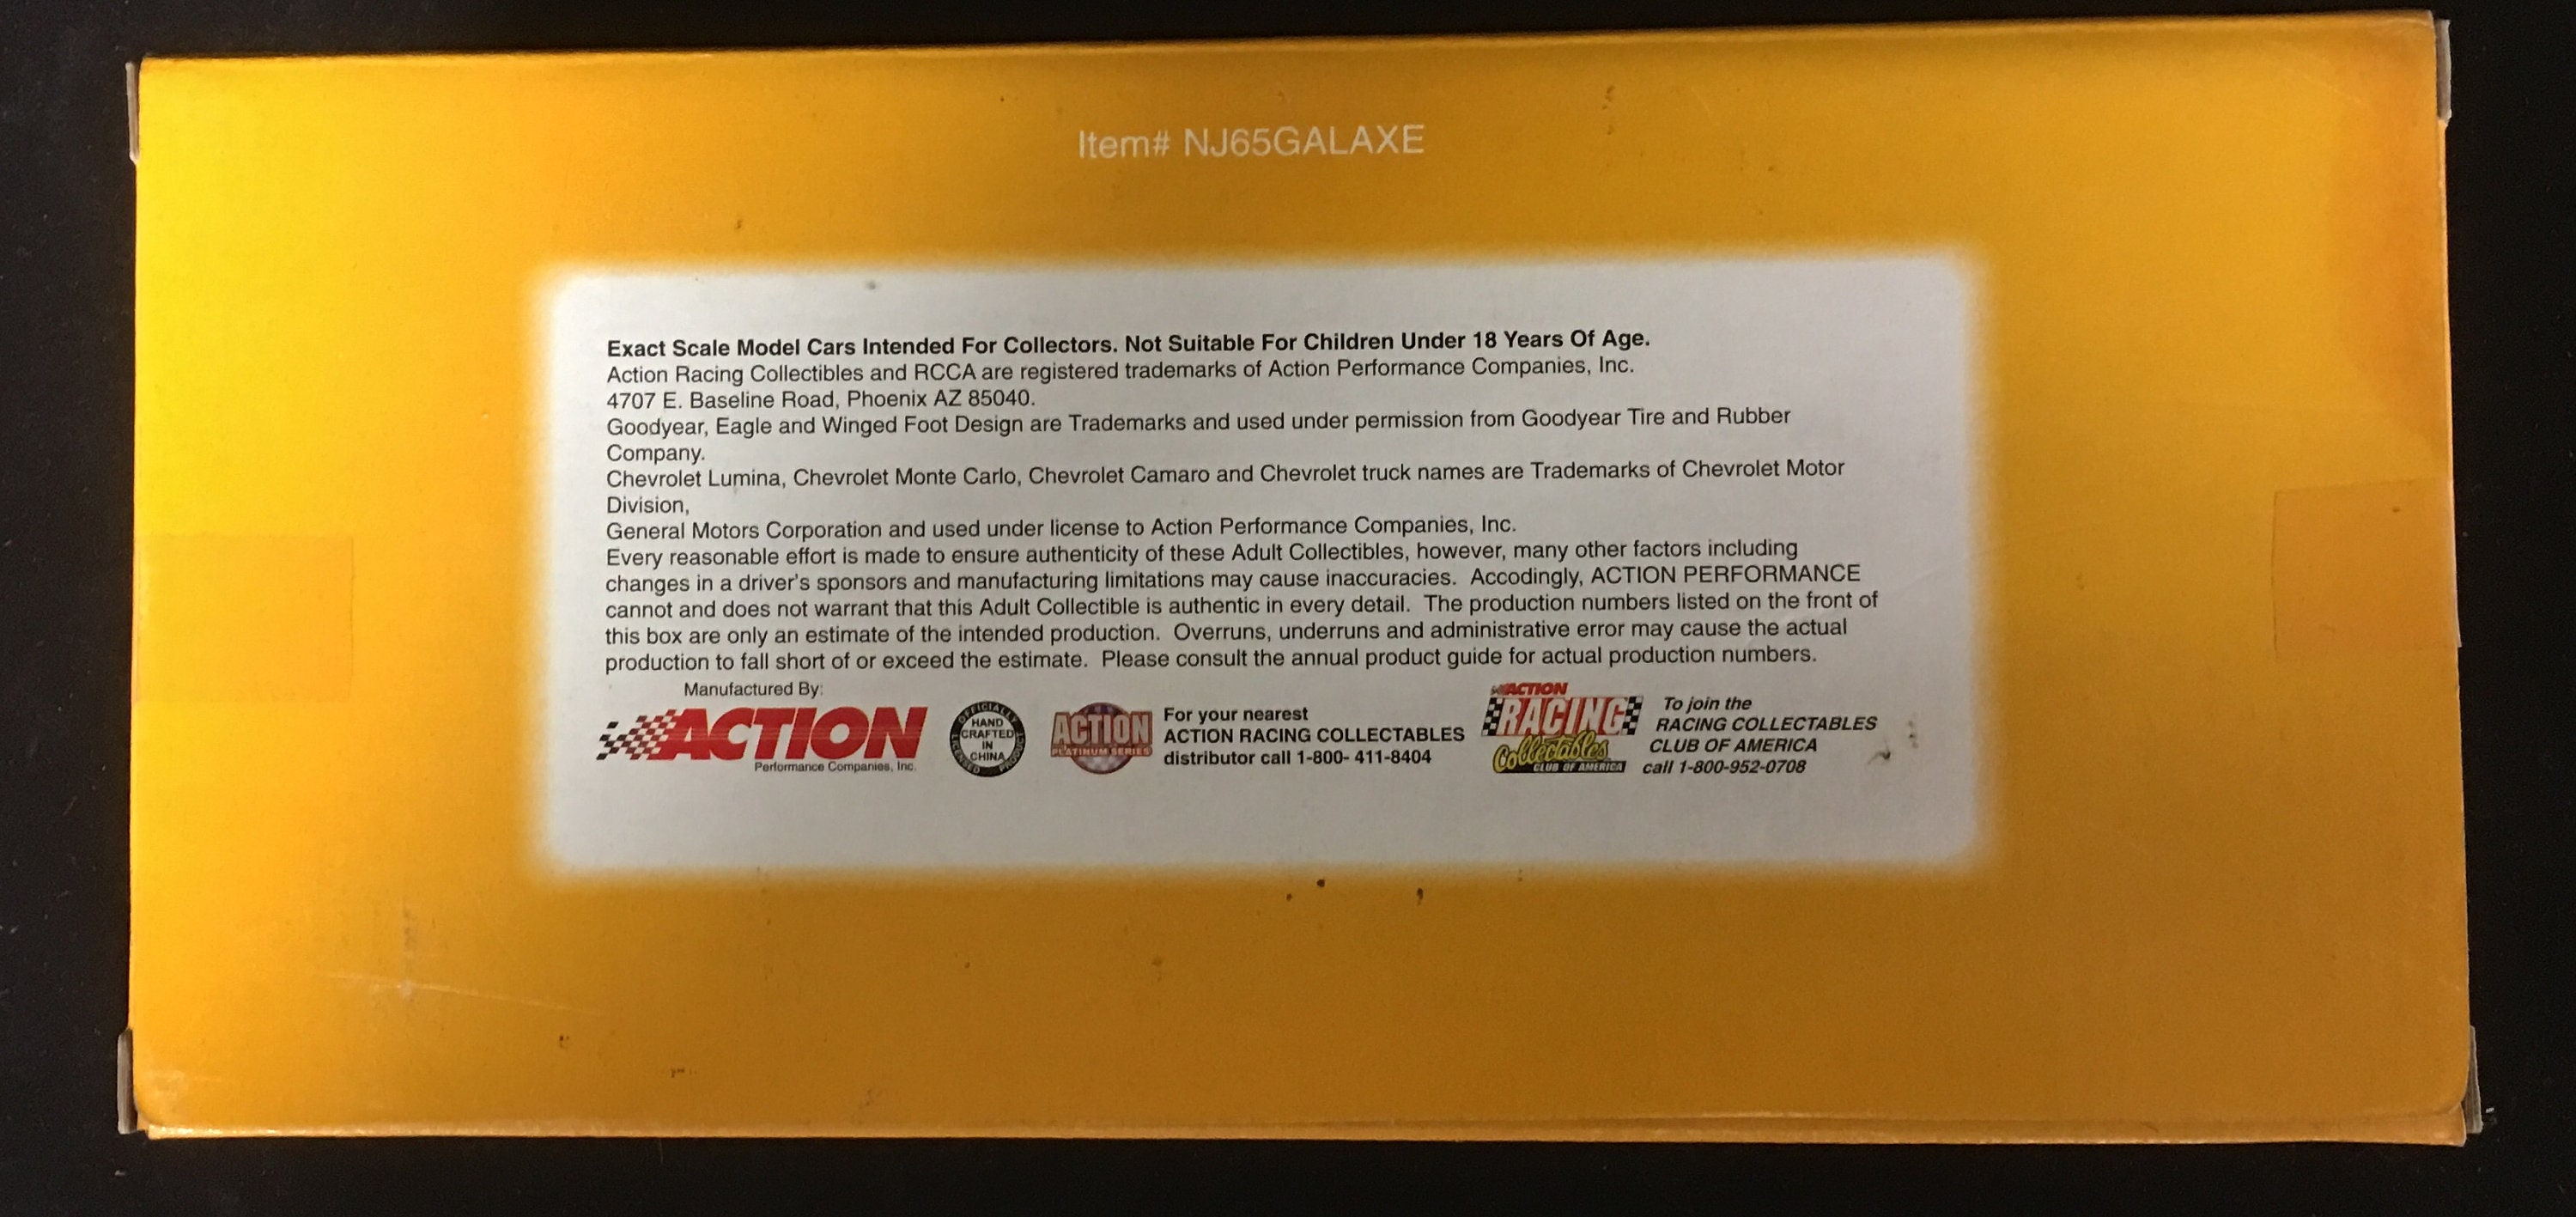 Item# NJ65GALAXE
Exact Scale Model Cars Intended For Collectors. Not Suitable For Children Under 18 Years Of Age.
Action Racing Collectibles and RCCA are registered trademarks of Action Performance Companies, Inc.
4707 E. Baseline Road, Phoenix AZ 85040.
Goodyear, Eagle and Winged Foot Design are Trademarks and used under permission from Goodyear Tire and Rubber
Company.
Chevrolet Lumina, Chevrolet Monte Carlo, Chevrolet Camaro and Chevrolet truck names are Trademarks of Chevrolet Motor
Division,
General Motors Corporation and used under license to Action Performance Companies, Inc.
Every reasonable effort is made to ensure authenticity of these Adult Collectibles, however, many other factors including
changes in a driver's sponsors and manufacturing limitations may cause inaccuracies. Accodingly, ACTION PERFORMANCE
cannot and does not warrant that this Adult Collectible is authentic in every detail. The production numbers listed on the front of
this box are only an estimate of the intended production. Overruns, underruns and administrative error may cause the actual
production to fall short of or exceed the estimate. Please consult the annual product guide for actual production numbers.
Manufactured By:
ACTION
Performance Companies, Inc.
OFFICIALLY LICENSED PRODUCT
HAND
CRAFTED
IN
CHINA
ACTION
PLATINUM SERIES
For your nearest
ACTION RACING COLLECTABLES
distributor call 1-800- 411-8404
ACTION
RACING
Collectables
CLUB OF AMERICA
To join the
RACING COLLECTABLES
CLUB OF AMERICA
call 1-800-952-0708